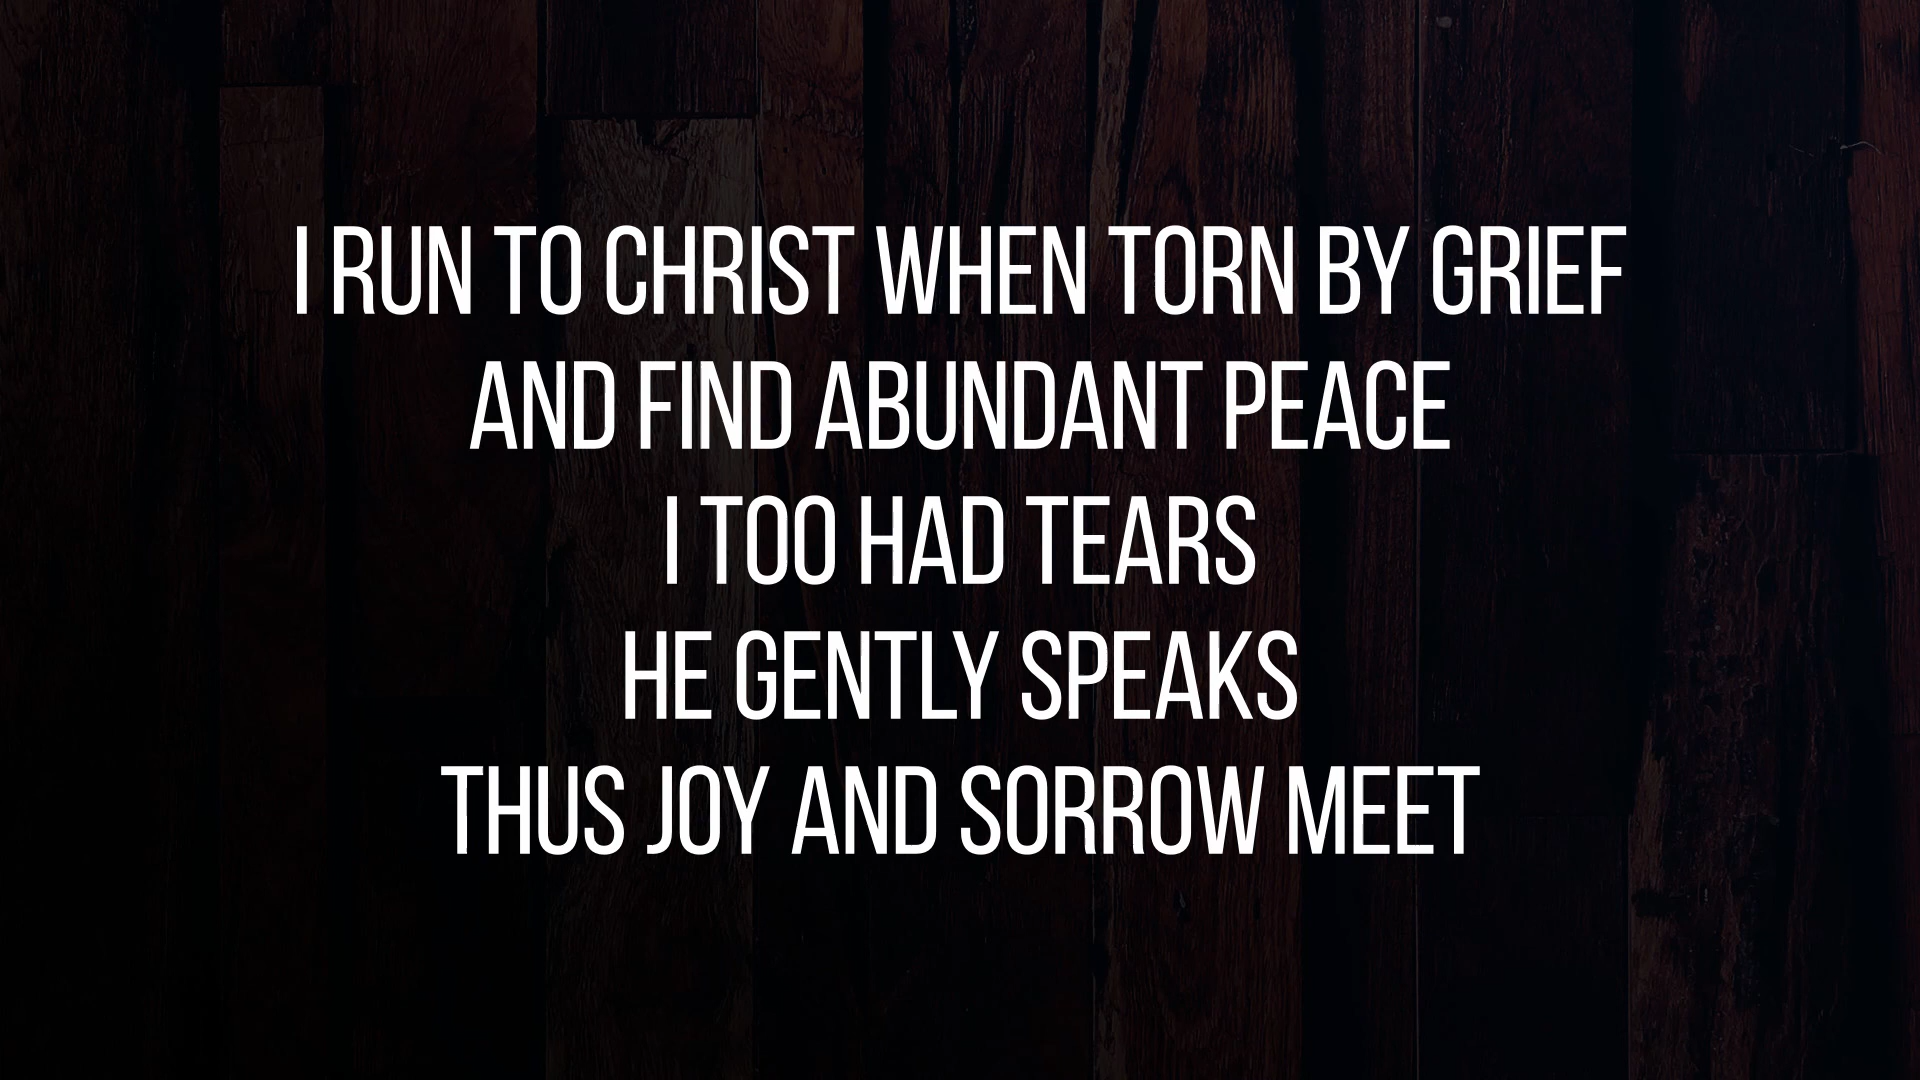 I RUN TO CHRIST WHEN TORN BY GRIEF
AND FIND ABUNDANT PEACE
I TOO HAD TEARS
HE GENTLY SPEAKS
THUS JOY AND SORROW MEET